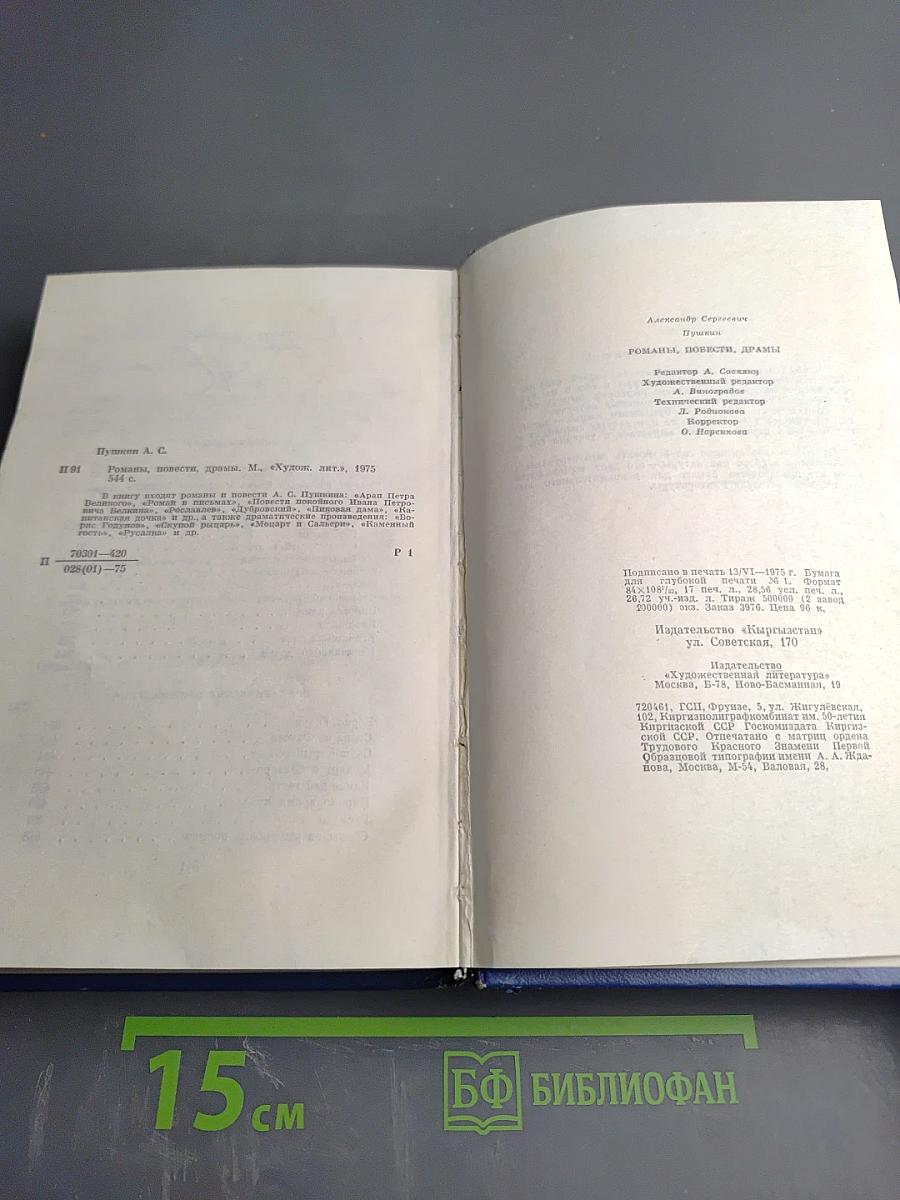 Пушкин А. С.
П 91 Романы, повести, драмы. М., «Худож. лит.», 1975
544 с.
В книгу входят романы и повести А. С. Пушкина: «Арап Петра
Великого», «Роман в письмах», «Повести покойного Ивана Петро-
вича Белкина», «Рославлев», «Дубровский», «Пиковая дама», «Ка-
питанская дочка» и др., а также драматические произведения: «Бо-
рис Годунов», «Скупой рыцарь», «Моцарт и Сальери», «Каменный
гость», «Русалка» и др.
П 70301—420
028(01)—75
Р 1
Александр Сергеевич
Пушкин
РОМАНЫ, ПОВЕСТИ, ДРАМЫ
Редактор А. Саакянц
Художественный редактор
А. Виноградов
Технический редактор
Л. Родионова
Корректор
О. Наренкова
Подписано в печать 13/VI—1975 г. Бумага
для глубокой печати № 1. Формат
84×108¹/₃₂, 17 печ. л., 28,56 усл. печ. л.,
26,72 уч.-изд. л. Тираж 500000 (2 завод
200000) экз. Заказ 3976. Цена 96 к.
Издательство «Кыргызстан»
ул. Советская, 170
Издательство
«Художественная литература»
Москва, Б-78, Ново-Басманная, 19
720461, ГСП, Фрунзе, 5, ул. Жигулёвская,
102, Киргизполиграфкомбинат им. 50-летия
Киргизской ССР Госкомиздата Киргиз-
ской ССР. Отпечатано с матриц ордена
Трудового Красного Знамени Первой
Образцовой типографии имени А. А. Жда-
нова, Москва, М-54, Валовая, 28,
15 см
БФ БИБЛИОФАН